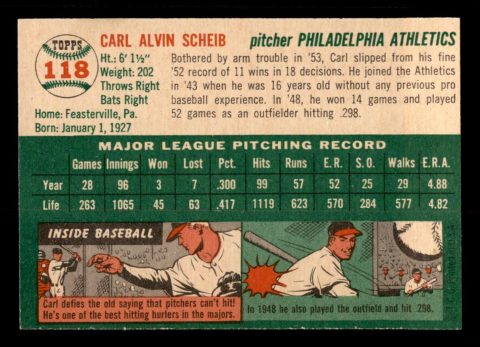 TOPPS
118
CARL ALVIN SCHEIB
pitcher PHILADELPHIA ATHLETICS
Ht.: 6' 1½"
Weight: 202
Throws Right
Bats Right
Home: Feasterville, Pa.
Born: January 1, 1927
Bothered by arm trouble in '53, Carl slipped from his fine
'52 record of 11 wins in 18 decisions. He joined the Athletics
in '43 when he was 16 years old without any previous pro
baseball experience. In '48, he won 14 games and played
52 games as an outfielder hitting .298.
MAJOR LEAGUE PITCHING RECORD
Games Innings Won Lost Pct. Hits Runs E.R. S.O. Walks E.R.A.
Year 28 96 3 7 .300 99 57 52 25 29 4.88
Life 263 1065 45 63 .417 1119 623 570 284 577 4.82
INSIDE BASEBALL
Carl defies the old saying that pitchers can't hit!
He's one of the best hitting hurlers in the majors.
In 1948 he also played the outfield and hit .298.